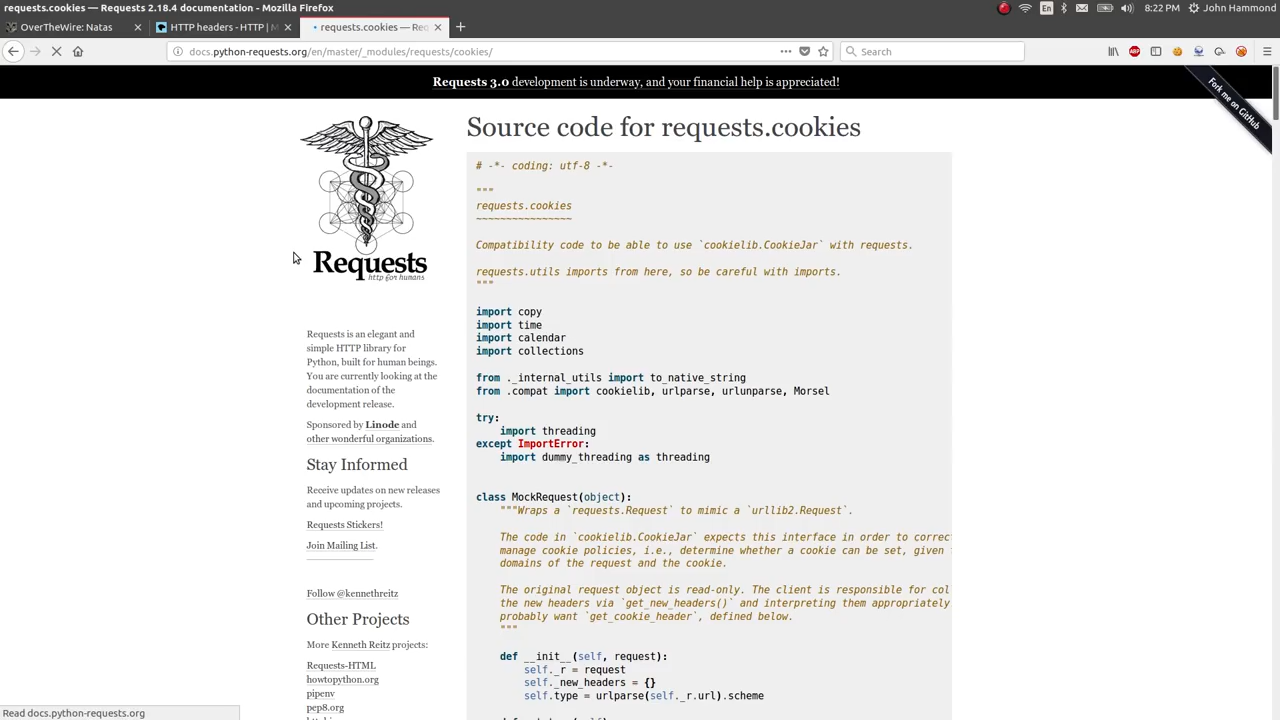 requests.cookies — Requests 2.18.4 documentation - Mozilla Firefox
En
8:22 PM
John Hammond
OverTheWire: Natas
HTTP headers - HTTP | M
requests.cookies — Req
docs.python-requests.org/en/master/_modules/requests/cookies/
Search
ABP
Requests 3.0 development is underway, and your financial help is appreciated!
Fork me on GitHub
Requests
http for humans
Requests is an elegant and
simple HTTP library for
Python, built for human beings.
You are currently looking at the
documentation of the
development release.
Sponsored by Linode and
other wonderful organizations.
Stay Informed
Receive updates on new releases
and upcoming projects.
Requests Stickers!
Join Mailing List.
Follow @kennethreitz
Other Projects
More Kenneth Reitz projects:
Requests-HTML
howtopython.org
pipenv
pep8.org
Source code for requests.cookies
# -*- coding: utf-8 -*-
"""
requests.cookies
~~~~~~~~~~~~~~~~
Compatibility code to be able to use `cookielib.CookieJar` with requests.
requests.utils imports from here, so be careful with imports.
"""
import copy
import time
import calendar
import collections
from ._internal_utils import to_native_string
from .compat import cookielib, urlparse, urlunparse, Morsel
try:
import threading
except ImportError:
import dummy_threading as threading
class MockRequest(object):
"""Wraps a `requests.Request` to mimic a `urllib2.Request`.
The code in `cookielib.CookieJar` expects this interface in order to correc
manage cookie policies, i.e., determine whether a cookie can be set, given
domains of the request and the cookie.
The original request object is read-only. The client is responsible for col
the new headers via `get_new_headers()` and interpreting them appropriately
probably want `get_cookie_header`, defined below.
"""
def __init__(self, request):
self._r = request
self._new_headers = {}
self.type = urlparse(self._r.url).scheme
Read docs.python-requests.org